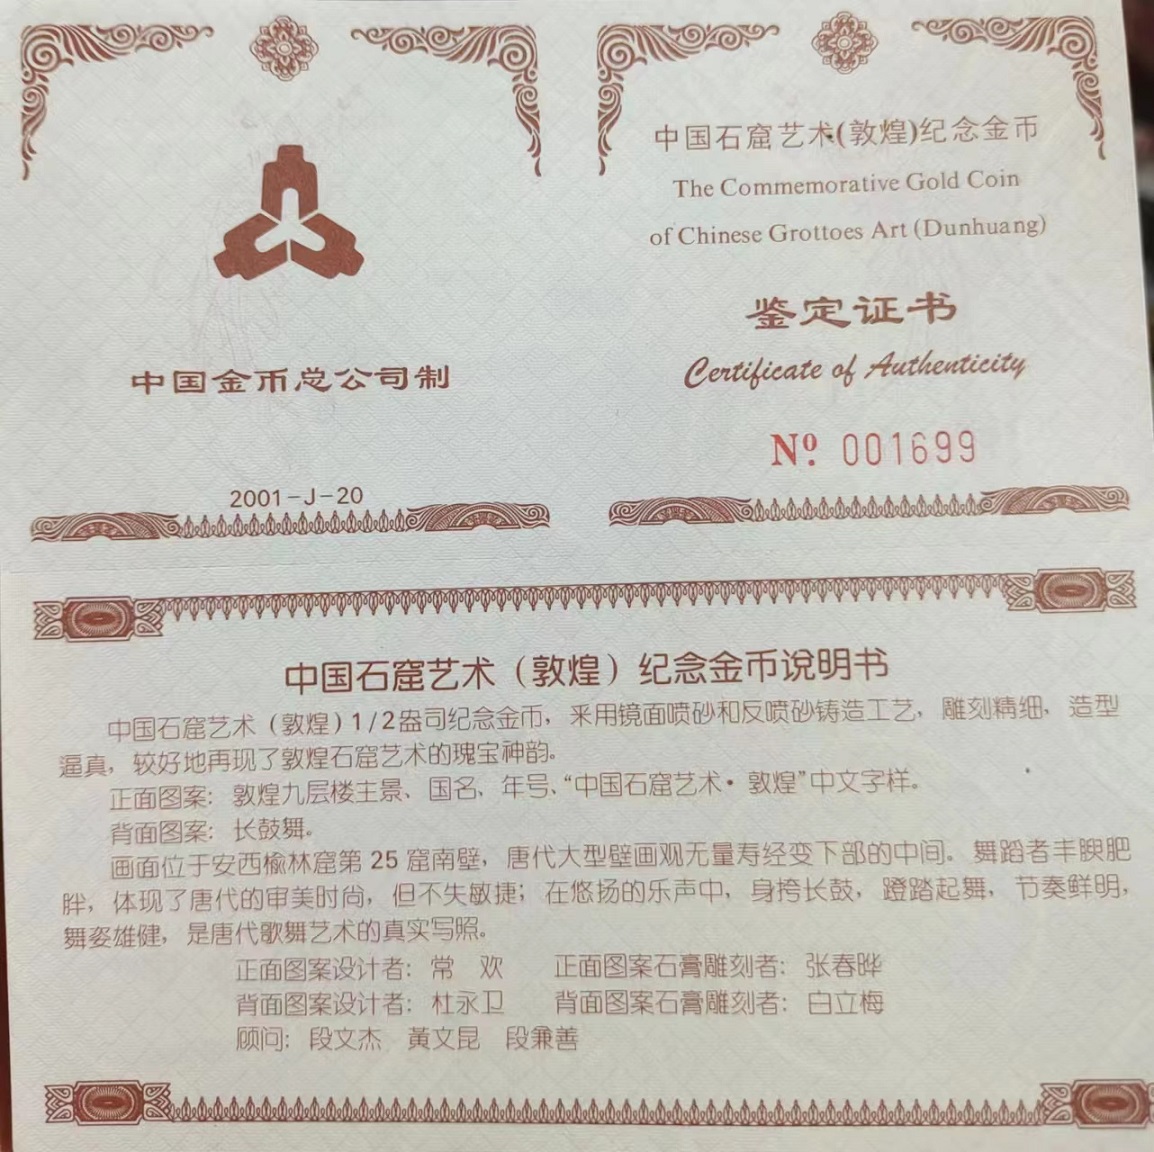 中国金币总公司制
2001-J-20
中国石窟艺术(敦煌)纪念金币
The Commemorative Gold Coin
of Chinese Grottoes Art (Dunhuang)
鉴定证书
Certificate of Authenticity
Nº 001699
中国石窟艺术（敦煌）纪念金币说明书
中国石窟艺术（敦煌）1/2盎司纪念金币，采用镜面喷砂和反喷砂铸造工艺，雕刻精细，造型
逼真，较好地再现了敦煌石窟艺术的瑰宝神韵。
正面图案：敦煌九层楼主景、国名、年号、“中国石窟艺术·敦煌”中文字样。
背面图案：长鼓舞。
画面位于安西榆林窟第 25 窟南壁，唐代大型壁画观无量寿经变下部的中间。舞蹈者丰腴肥
胖，体现了唐代的审美时尚，但不失敏捷；在悠扬的乐声中，身挎长鼓，蹬踏起舞，节奏鲜明，
舞姿雄健，是唐代歌舞艺术的真实写照。
正面图案设计者：常 欢 正面图案石膏雕刻者：张春晔
背面图案设计者：杜永卫 背面图案石膏雕刻者：白立梅
顾问：段文杰 黄文昆 段兼善